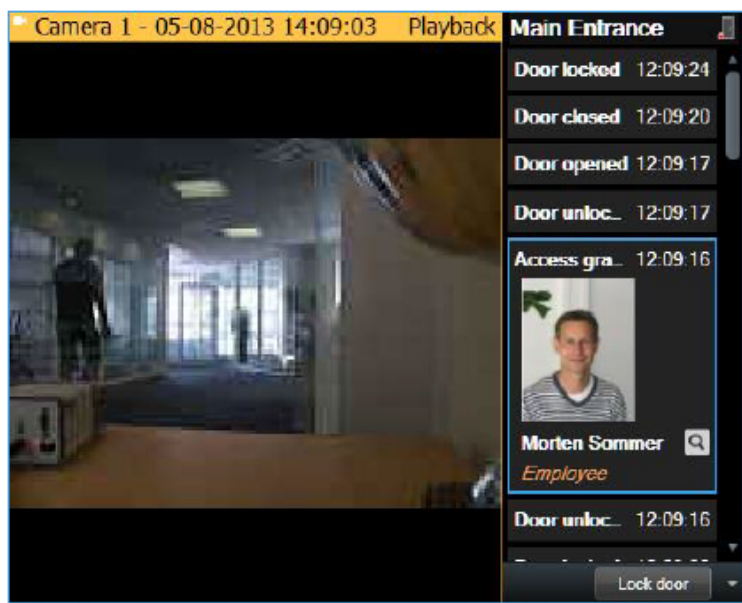 Camera 1 - 05-08-2013 14:09:03 Playback
Main Entrance
Door locked 12:09:24
Door closed 12:09:20
Door opened 12:09:17
Door unloc... 12:09:17
Access gra... 12:09:16
Morten Sommer
Employee
Door unloc... 12:09:16
Lock door